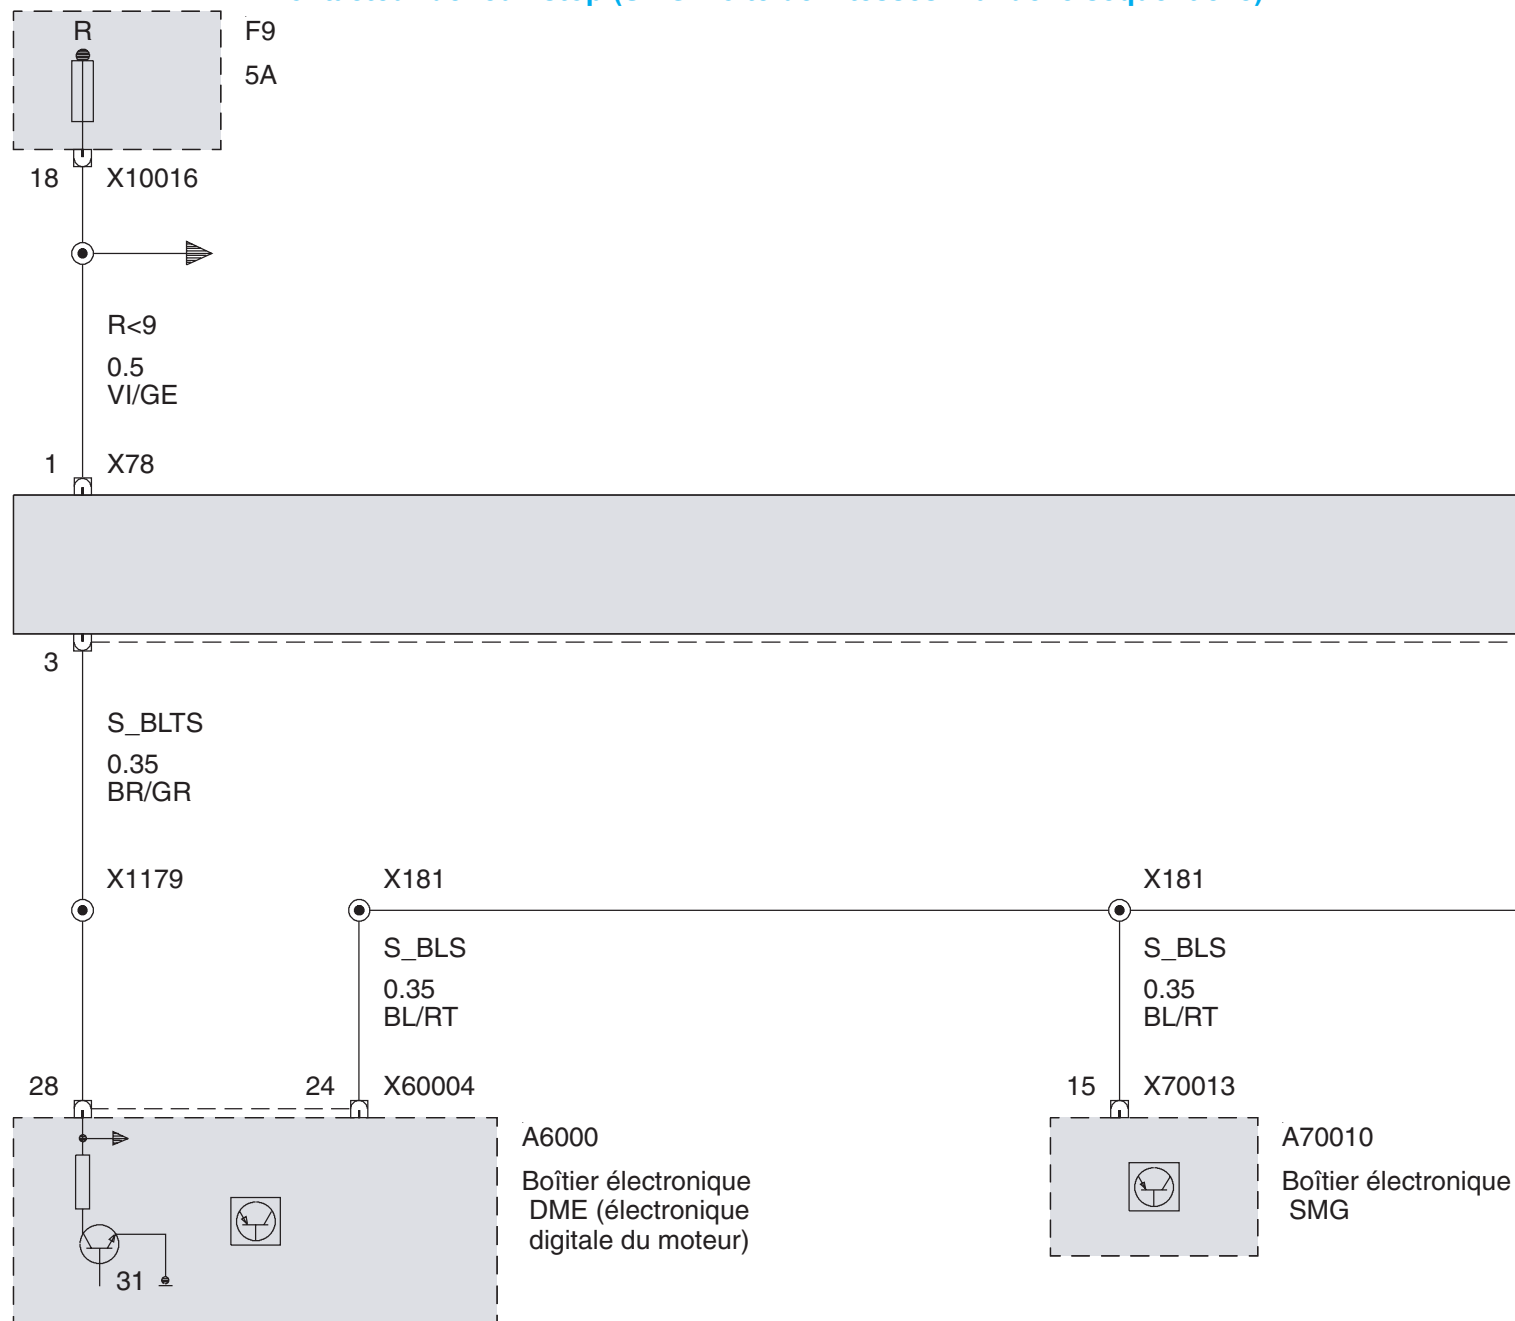 R
F9
5A
18
X10016
R<9
0.5
VI/GE
1
X78
3
S_BLTS
0.35
BR/GR
X1179
X181
X181
S_BLS
0.35
BL/RT
S_BLS
0.35
BL/RT
28
24
X60004
15
X70013
A6000
Boîtier électronique
DME (électronique
digitale du moteur)
A70010
Boîtier électronique
SMG
31